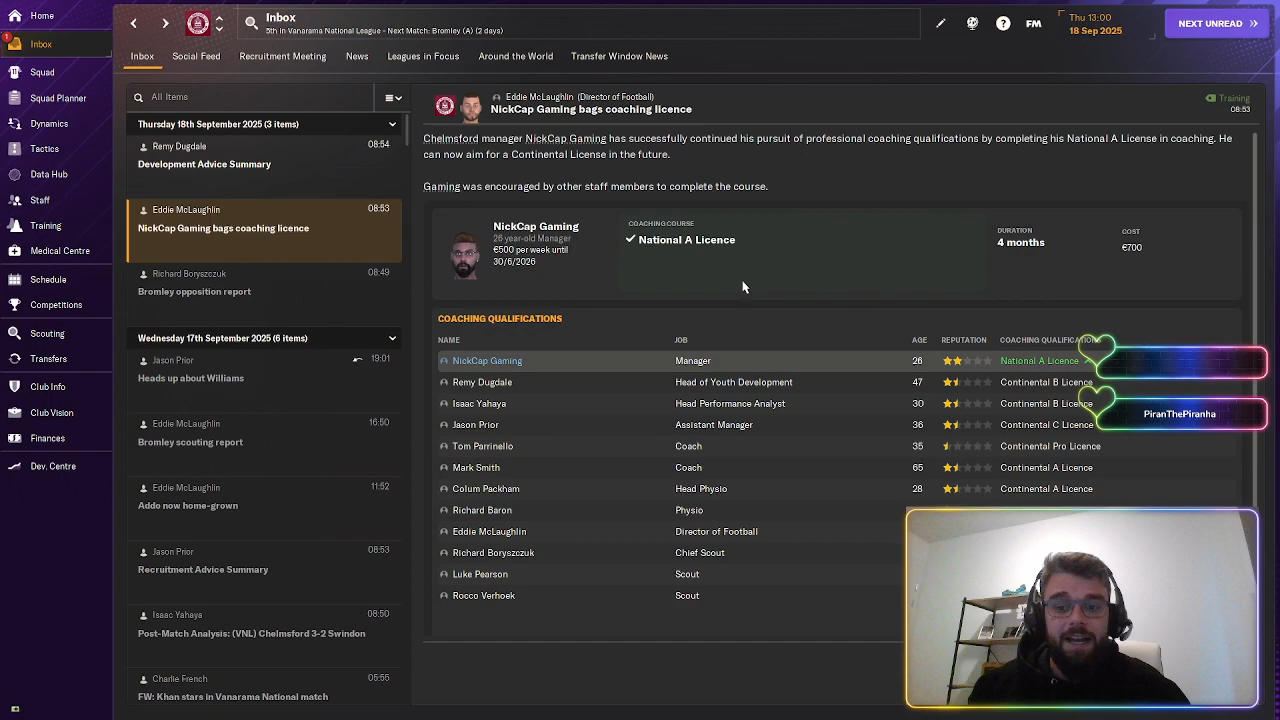 Home
1
Inbox
Squad
Squad Planner
Dynamics
Tactics
Data Hub
Staff
Training
Medical Centre
Schedule
Competitions
Scouting
Transfers
Club Info
Club Vision
Finances
Dev. Centre
Inbox
5th in Vanarama National League - Next Match: Bromley (A) (2 days)
FM
Thu 13:00
18 Sep 2025
NEXT UNREAD
Inbox
Social Feed
Recruitment Meeting
News
Leagues in Focus
Around the World
Transfer Window News
All Items
Thursday 18th September 2025 (3 items)
Remy Dugdale 08:54
Development Advice Summary
Eddie McLaughlin 08:53
NickCap Gaming bags coaching licence
Richard Boryszczuk 08:49
Bromley opposition report
Wednesday 17th September 2025 (6 items)
Jason Prior 19:01
Heads up about Williams
Eddie McLaughlin 16:50
Bromley scouting report
Eddie McLaughlin 11:52
Addo now home-grown
Jason Prior 08:53
Recruitment Advice Summary
Isaac Yahaya 08:50
Post-Match Analysis: (VNL) Chelmsford 3-2 Swindon
Charlie French 05:55
FW: Khan stars in Vanarama National match
Eddie McLaughlin (Director of Football)
NickCap Gaming bags coaching licence
Training
08:53
Chelmsford manager NickCap Gaming has successfully continued his pursuit of professional coaching qualifications by completing his National A License in coaching. He
can now aim for a Continental License in the future.
Gaming was encouraged by other staff members to complete the course.
NickCap Gaming
26 year-old Manager
€500 per week until
30/6/2026
COACHING COURSE
National A Licence
DURATION
4 months
COST
€700
COACHING QUALIFICATIONS
NAME JOB AGE REPUTATION COACHING QUALIFICATIONS
NickCap Gaming Manager 26 National A Licence
Remy Dugdale Head of Youth Development 47 Continental B Licence
Isaac Yahaya Head Performance Analyst 30 Continental B Licence
Jason Prior Assistant Manager 36 Continental C Licence
Tom Parrinello Coach 35 Continental Pro Licence
Mark Smith Coach 65 Continental A Licence
Colum Packham Head Physio 28 Continental A Licence
Richard Baron Physio
Eddie McLaughlin Director of Football
Richard Boryszczuk Chief Scout
Luke Pearson Scout
Rocco Verhoek Scout
PiranThePiranha